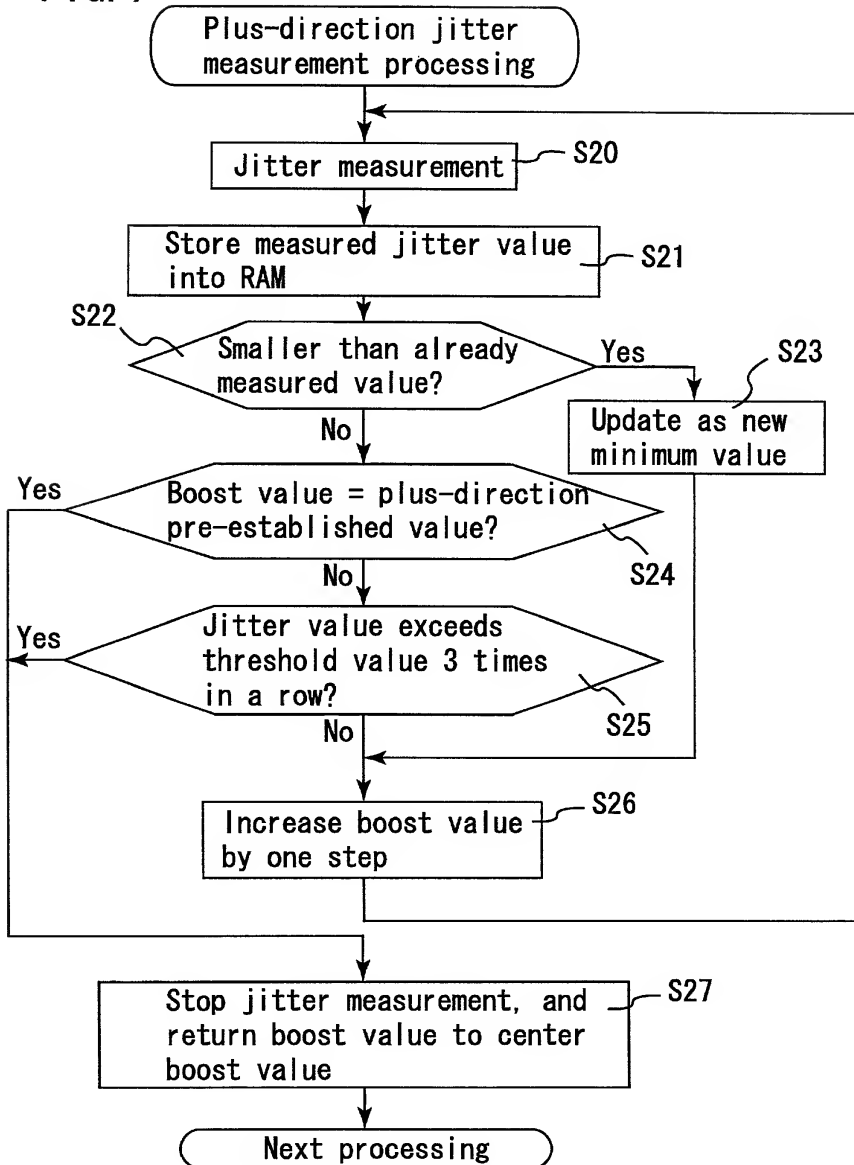 Plus-direction jitter
measurement processing
Jitter measurement
S20
Store measured jitter value
into RAM
S21
S22
Smaller than already
measured value?
Yes
S23
Update as new
minimum value
No
Yes
Boost value = plus-direction
pre-established value?
S24
No
Yes
Jitter value exceeds
threshold value 3 times
in a row?
S25
No
S26
Increase boost value
by one step
Stop jitter measurement, and
return boost value to center
boost value
S27
Next processing